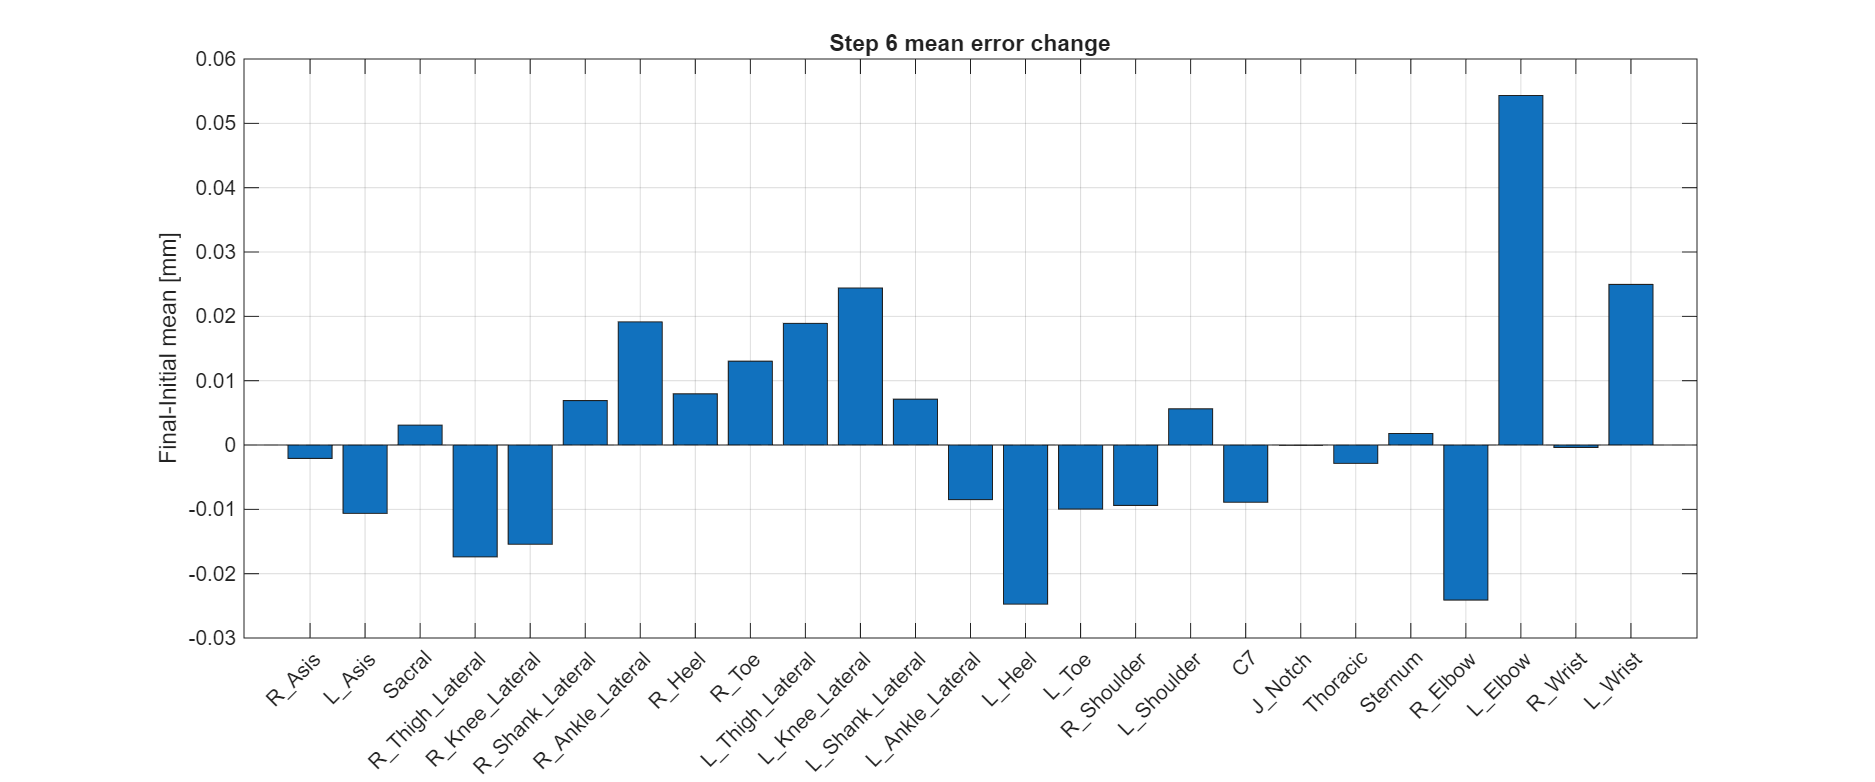 Step 6 mean error change
Final-Initial mean [mm]
0.06
0.05
0.04
0.03
0.02
0.01
0
-0.01
-0.02
-0.03
R_Asis
L_Asis
Sacral
R_Thigh_Lateral
R_Knee_Lateral
R_Shank_Lateral
R_Ankle_Lateral
R_Heel
R_Toe
L_Thigh_Lateral
L_Knee_Lateral
L_Shank_Lateral
L_Ankle_Lateral
L_Heel
L_Toe
R_Shoulder
L_Shoulder
C7
J_Notch
Thoracic
Sternum
R_Elbow
L_Elbow
R_Wrist
L_Wrist